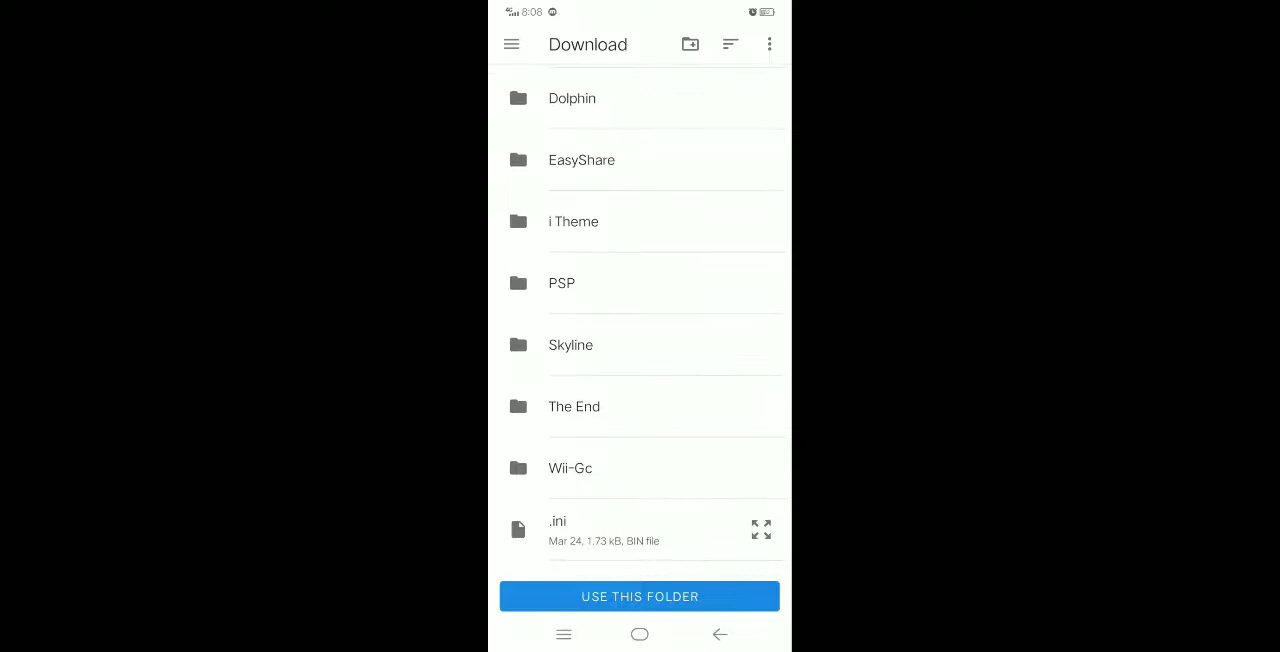 4G 8:08
Download
Dolphin
EasyShare
i Theme
PSP
Skyline
The End
Wii-Gc
.ini
Mar 24, 1.73 kB, BIN file
USE THIS FOLDER